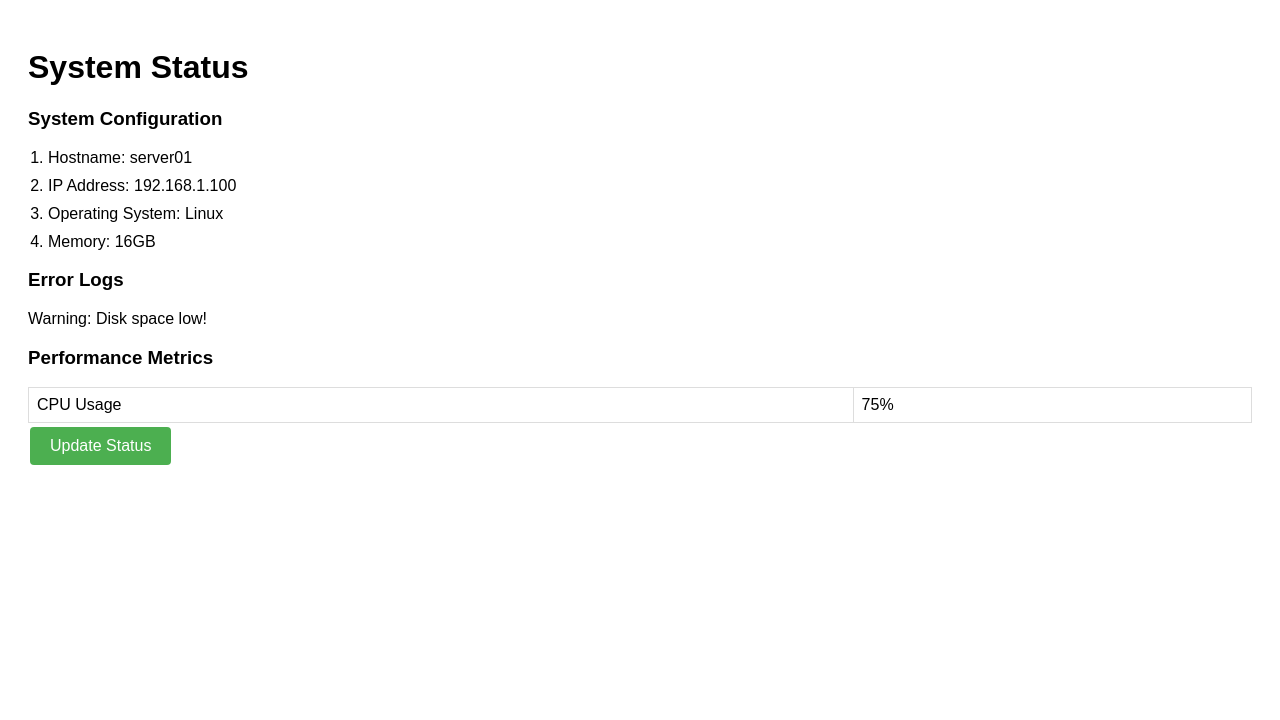 System Status
System Configuration
1. Hostname: server01
2. IP Address: 192.168.1.100
3. Operating System: Linux
4. Memory: 16GB
Error Logs
Warning: Disk space low!
Performance Metrics
CPU Usage 75%
Update Status